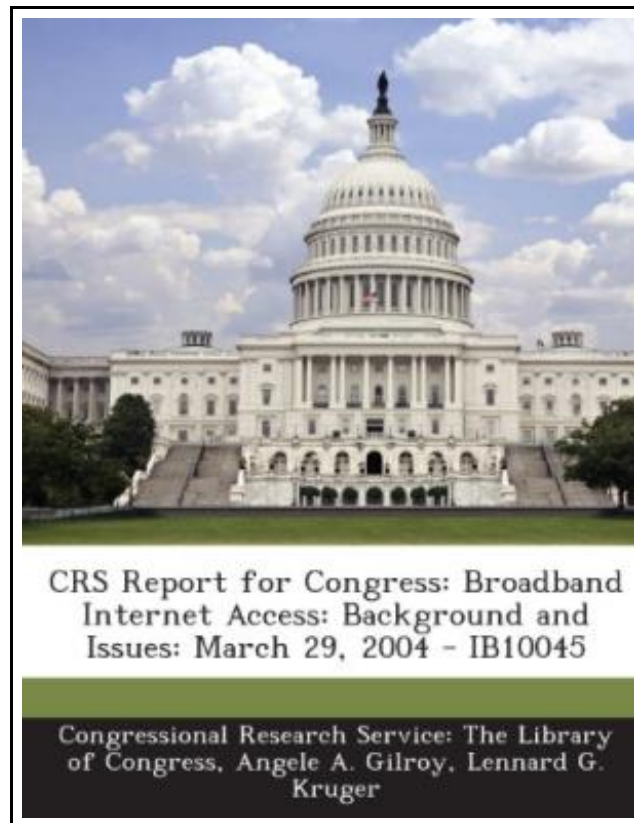 CRS Report for Congress: Broadband
Internet Access: Background and
Issues: March 29, 2004 - IB10045
Congressional Research Service: The Library
of Congress, Angele A. Gilroy, Lennard G.
Kruger